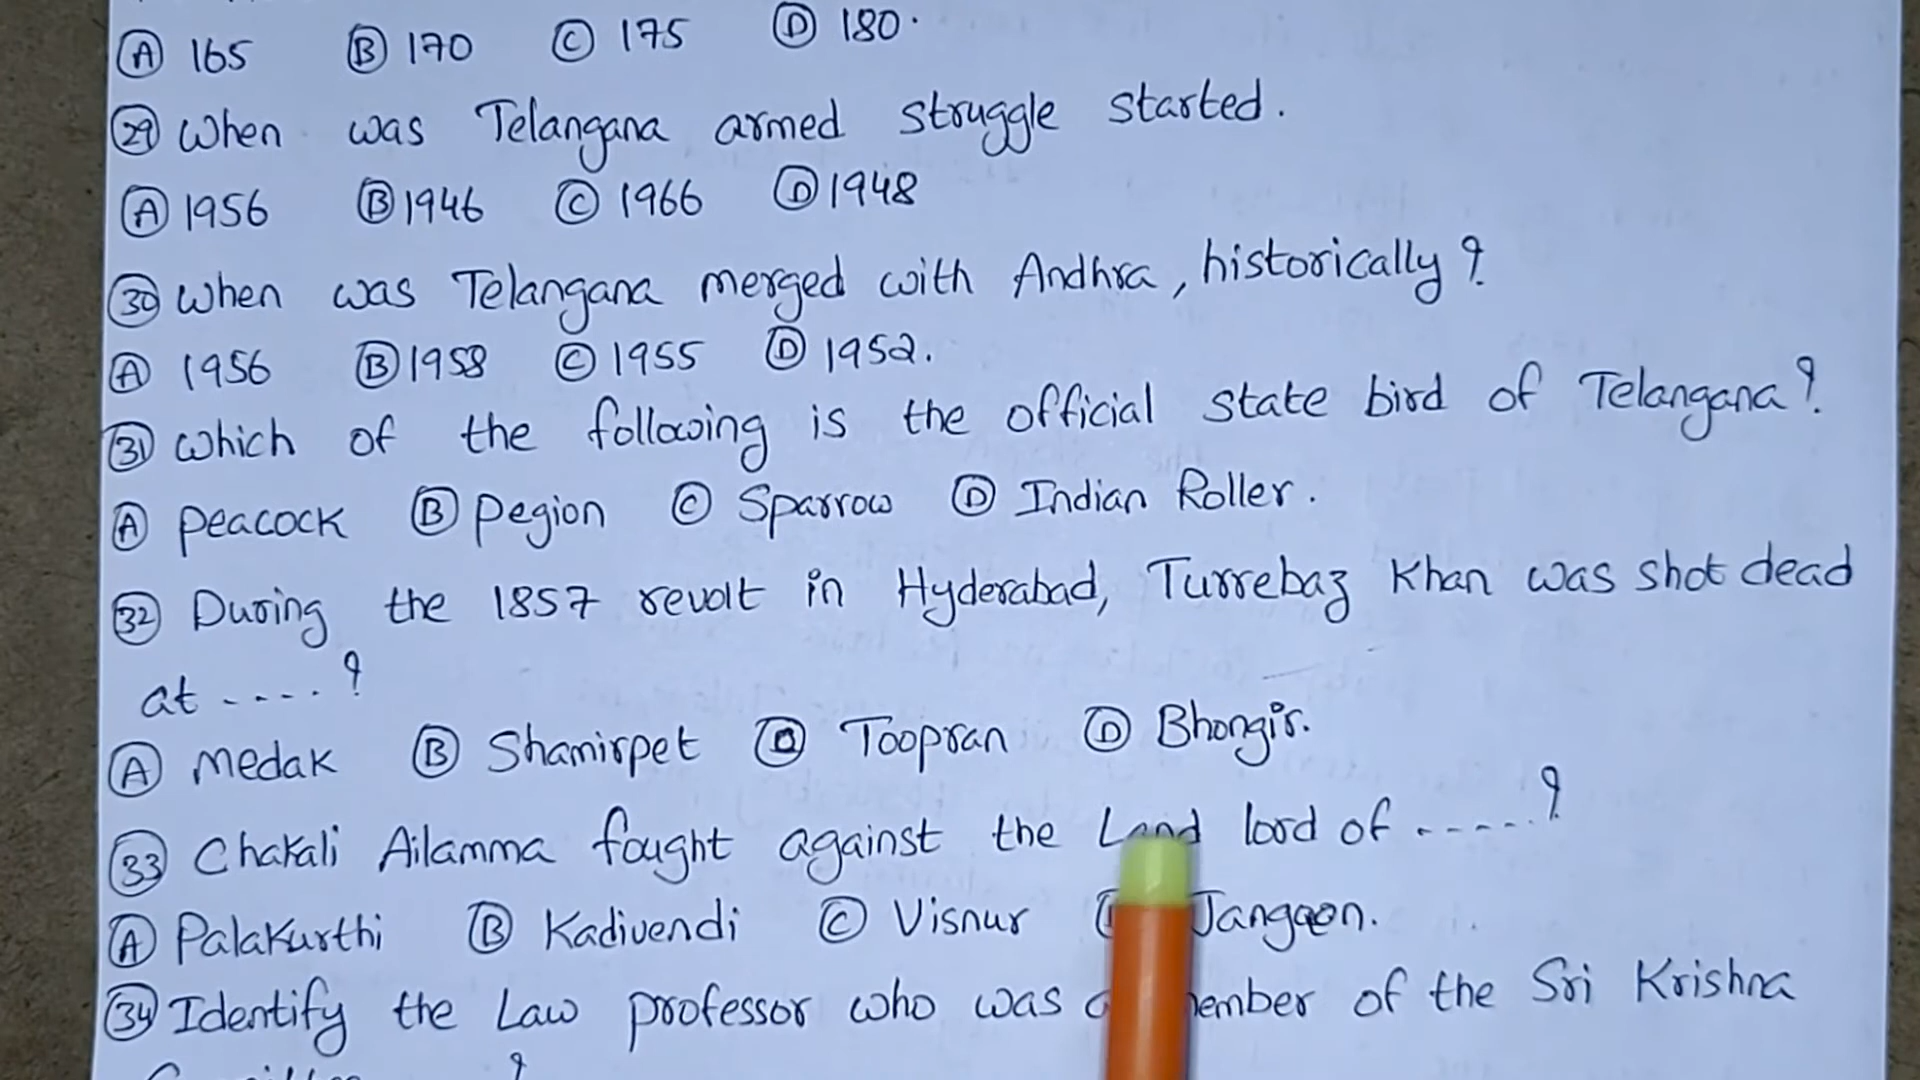 Ⓐ 165 Ⓑ 170 Ⓒ 175 Ⓓ 180.
㉙ When was Telangana armed struggle started.
Ⓐ 1956 Ⓑ 1946 Ⓒ 1966 Ⓓ 1948
㉚ When was Telangana merged with Andhra, historically?
Ⓐ 1956 Ⓑ 1958 Ⓒ 1955 Ⓓ 1952.
㉛ Which of the following is the official state bird of Telangana?
Ⓐ Peacock Ⓑ Pegion Ⓒ Sparrow Ⓓ Indian Roller.
㉜ During the 1857 revolt in Hyderabad, Turrebaz Khan was shot dead
at ....?
Ⓐ Medak Ⓑ Shamirpet Ⓒ Toopran Ⓓ Bhongir.
㉝ Chakali Ailamma fought against the Land lord of .....?
Ⓐ Palakurthi Ⓑ Kadivendi Ⓒ Visnur Jangaon.
㉞ Identify the Law professor who was a member of the Sri Krishna
?